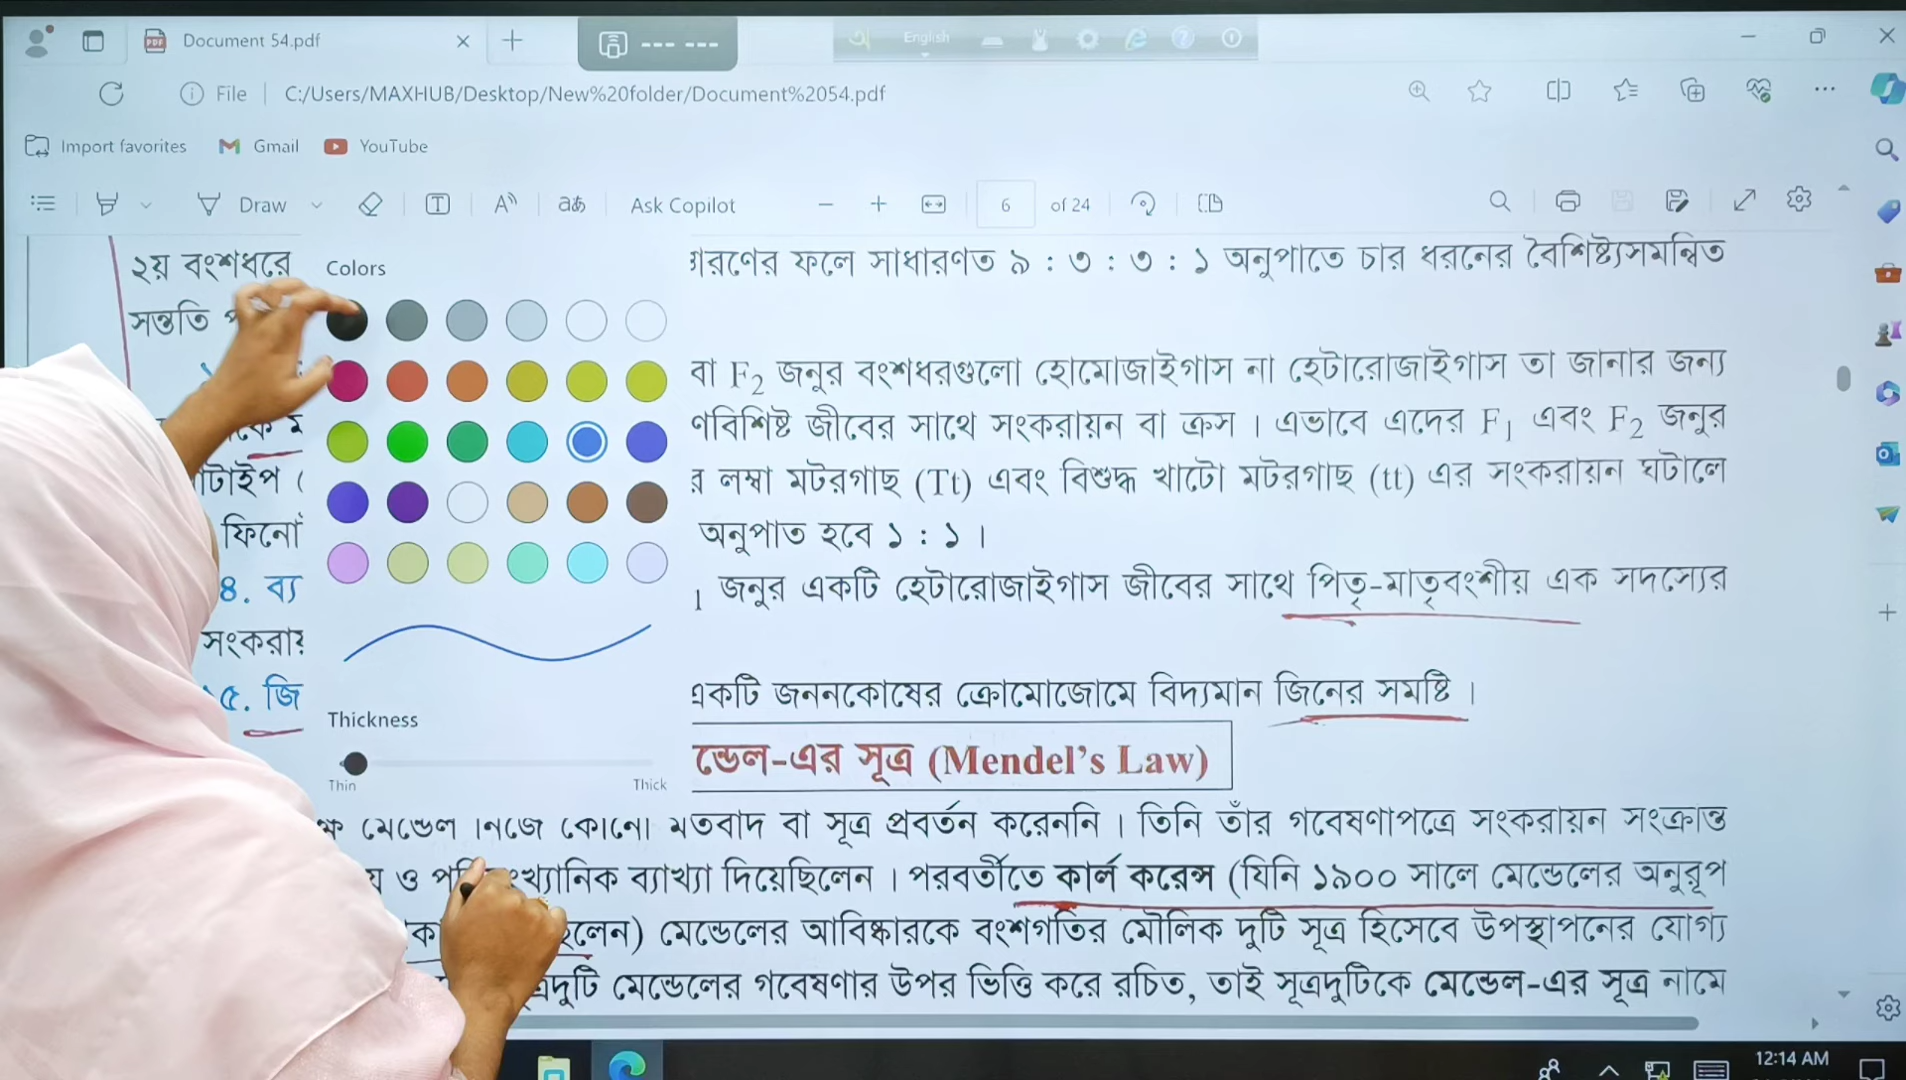 Document 54.pdf
English
File C:/Users/MAXHUB/Desktop/New%20folder/Document%2054.pdf
Import favorites Gmail YouTube
Draw Ask Copilot 6 of 24
২য় বংশধরে
রণের ফলে সাধারণত ৯ : ৩ : ৩ : ১ অনুপাতে চার ধরনের বৈশিষ্ট্যসমন্বিত
সন্ততি
Colors
বা F2 জনুর বংশধরগুলো হোমোজাইগাস না হেটারোজাইগাস তা জানার জন্য
ণবিশিষ্ট জীবের সাথে সংকরায়ন বা ক্রস । এভাবে এদের F1 এবং F2 জনুর
টাইপ ( র লম্বা মটরগাছ (Tt) এবং বিশুদ্ধ খাটো মটরগাছ (tt) এর সংকরায়ন ঘটালে
ফিনো অনুপাত হবে ১ : ১ ।
8. ব্য 1 জনুর একটি হেটারোজাইগাস জীবের সাথে পিতৃ-মাতৃবংশীয় এক সদস্যের
সংকরায়
৫. জি একটি জননকোষের ক্রোমোজোমে বিদ্যমান জিনের সমষ্টি ।
Thickness
Thin Thick
ন্ডেল-এর সূত্র (Mendel's Law)
মেন্ডেল নিজে কোনো মতবাদ বা সূত্র প্রবর্তন করেননি । তিনি তাঁর গবেষণাপত্রে সংকরায়ন সংক্রান্ত
ও খ্যানিক ব্যাখ্যা দিয়েছিলেন । পরবর্তীতে কার্ল করেন্স (যিনি ১৯০০ সালে মেন্ডেলের অনুরূপ
লেন) মেন্ডেলের আবিষ্কারকে বংশগতির মৌলিক দুটি সূত্র হিসেবে উপস্থাপনের যোগ্য
ত্রদুটি মেন্ডেলের গবেষণার উপর ভিত্তি করে রচিত, তাই সূত্রদুটিকে মেন্ডেল-এর সূত্র নামে
12:14 AM